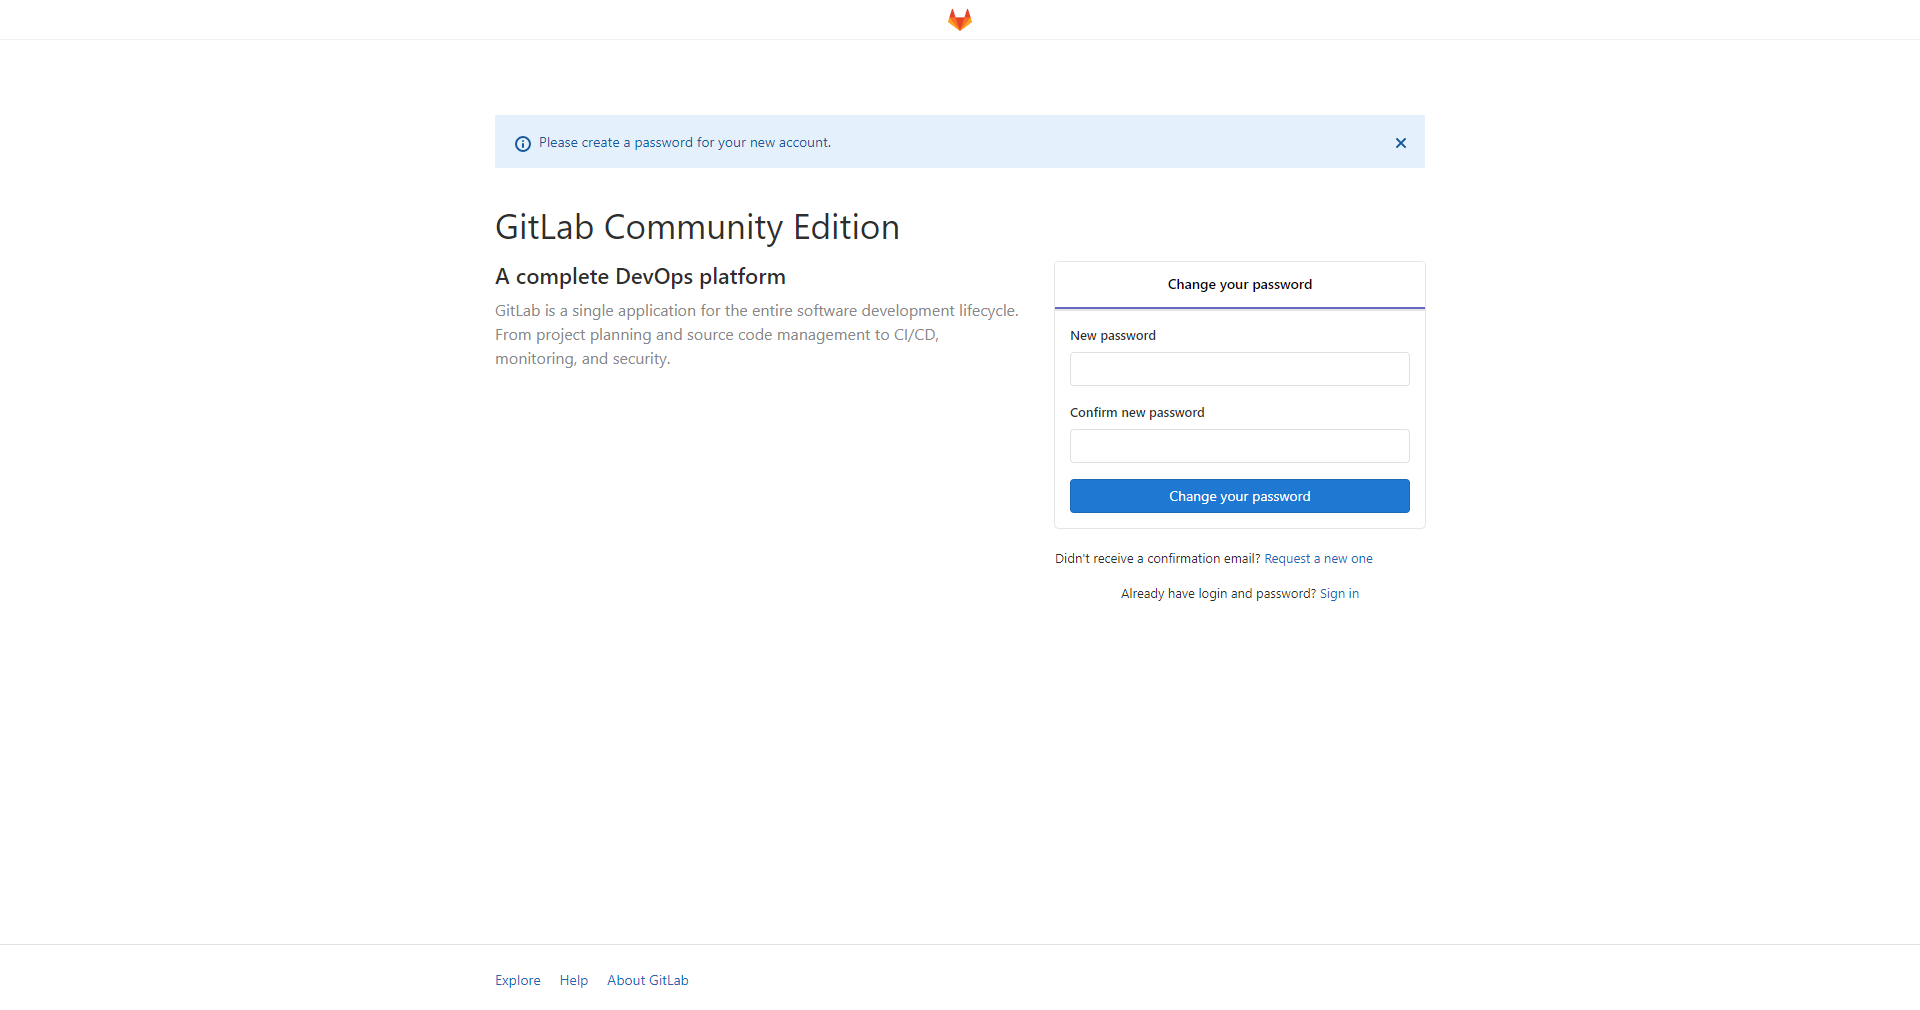 Please create a password for your new account.
GitLab Community Edition
A complete DevOps platform
GitLab is a single application for the entire software development lifecycle.
From project planning and source code management to CI/CD,
monitoring, and security.
Change your password
New password
Confirm new password
Change your password
Didn't receive a confirmation email? Request a new one
Already have login and password? Sign in
Explore Help About GitLab